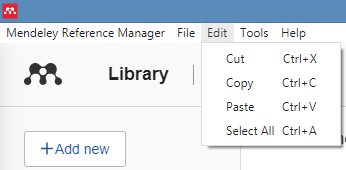 Mendeley Reference Manager File Edit Tools Help
Library
Cut Ctrl+X
Copy Ctrl+C
Paste Ctrl+V
Select All Ctrl+A
+Add new